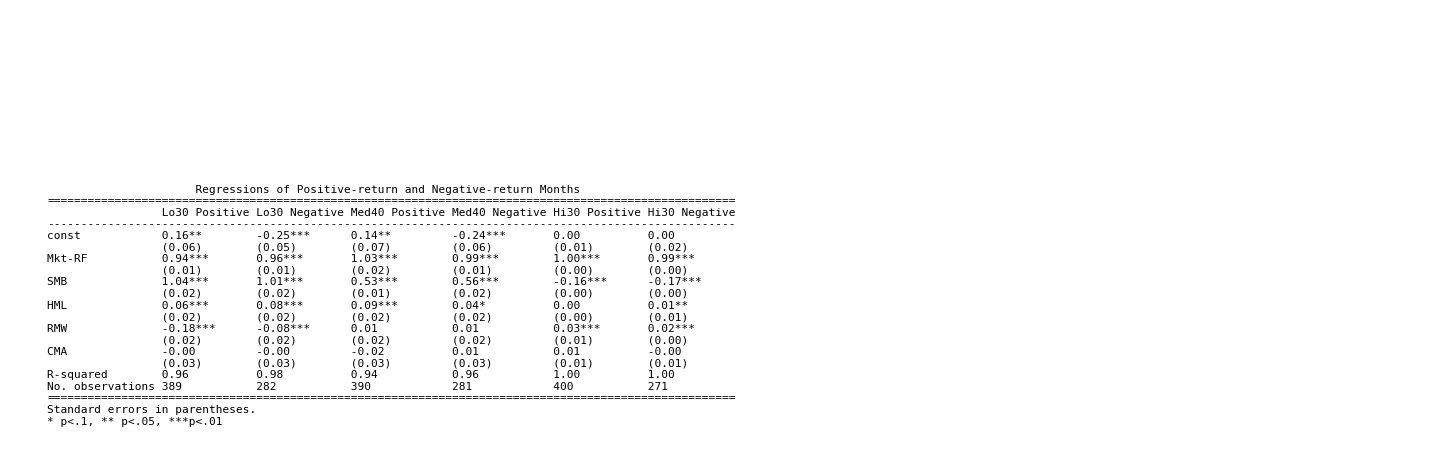 Regressions of Positive-return and Negative-return Months
======================================================================================================
Lo30 Positive Lo30 Negative Med40 Positive Med40 Negative Hi30 Positive Hi30 Negative
------------------------------------------------------------------------------------------------------
const 0.16** -0.25*** 0.14** -0.24*** 0.00 0.00
(0.06) (0.05) (0.07) (0.06) (0.01) (0.02)
Mkt-RF 0.94*** 0.96*** 1.03*** 0.99*** 1.00*** 0.99***
(0.01) (0.01) (0.02) (0.01) (0.00) (0.00)
SMB 1.04*** 1.01*** 0.53*** 0.56*** -0.16*** -0.17***
(0.02) (0.02) (0.01) (0.02) (0.00) (0.00)
HML 0.06*** 0.08*** 0.09*** 0.04* 0.00 0.01**
(0.02) (0.02) (0.02) (0.02) (0.00) (0.01)
RMW -0.18*** -0.08*** 0.01 0.01 0.03*** 0.02***
(0.02) (0.02) (0.02) (0.02) (0.01) (0.00)
CMA -0.00 -0.00 -0.02 0.01 0.01 -0.00
(0.03) (0.03) (0.03) (0.03) (0.01) (0.01)
R-squared 0.96 0.98 0.94 0.96 1.00 1.00
No. observations 389 282 390 281 400 271
======================================================================================================
Standard errors in parentheses.
* p<.1, ** p<.05, ***p<.01